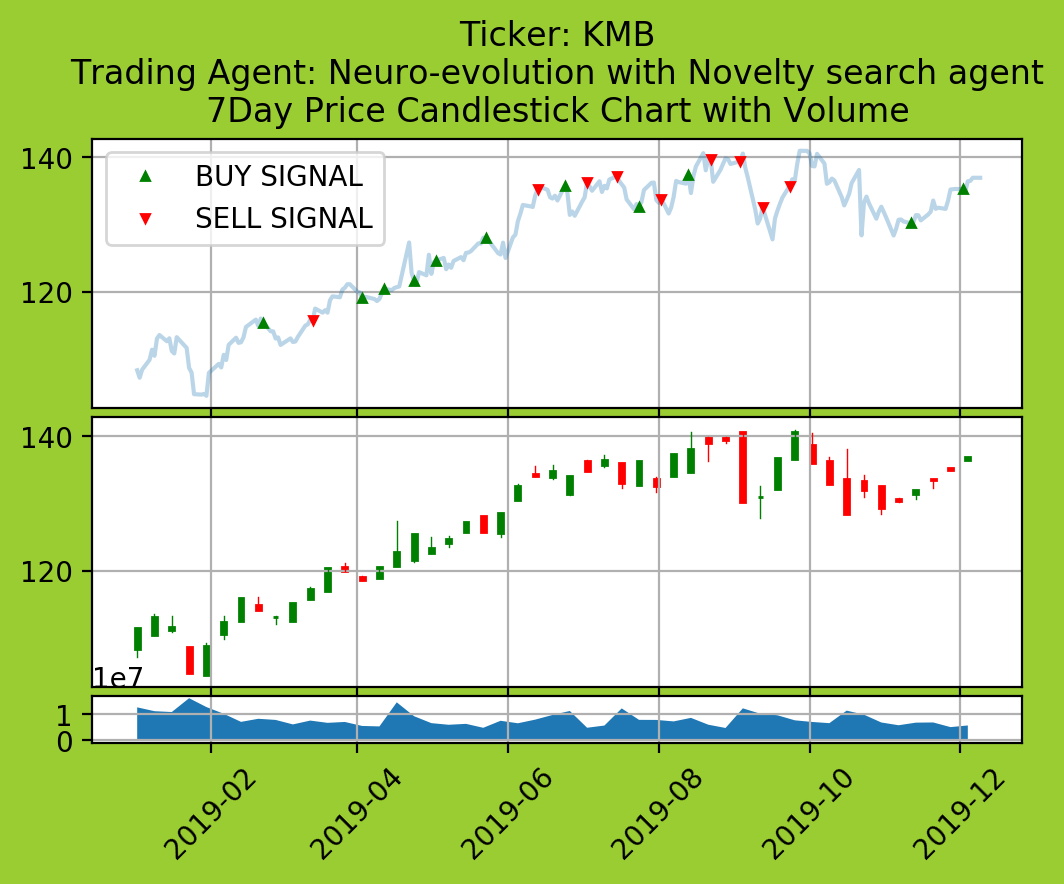 Ticker: KMB
Trading Agent: Neuro-evolution with Novelty search agent
7Day Price Candlestick Chart with Volume
140
120
BUY SIGNAL
SELL SIGNAL
140
120
1e7
1
0
2019-02
2019-04
2019-06
2019-08
2019-10
2019-12